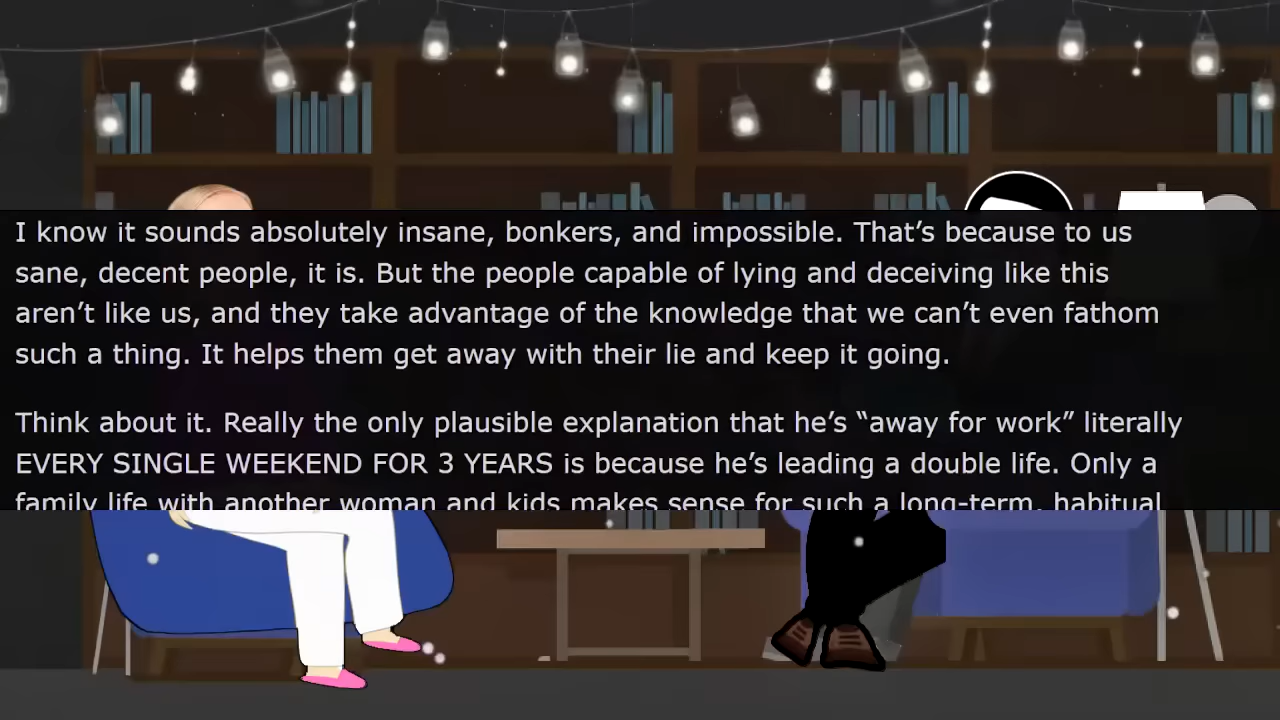 I know it sounds absolutely insane, bonkers, and impossible. That’s because to us
sane, decent people, it is. But the people capable of lying and deceiving like this
aren’t like us, and they take advantage of the knowledge that we can’t even fathom
such a thing. It helps them get away with their lie and keep it going.
Think about it. Really the only plausible explanation that he’s “away for work” literally
EVERY SINGLE WEEKEND FOR 3 YEARS is because he’s leading a double life. Only a
family life with another woman and kids makes sense for such a long-term, habitual